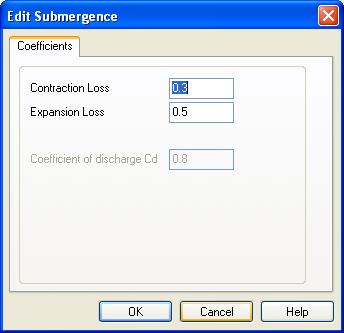 Edit Submergence
Coefficients
Contraction Loss 0.3
Expansion Loss 0.5
Coefficient of discharge Cd 0.8
OK Cancel Help